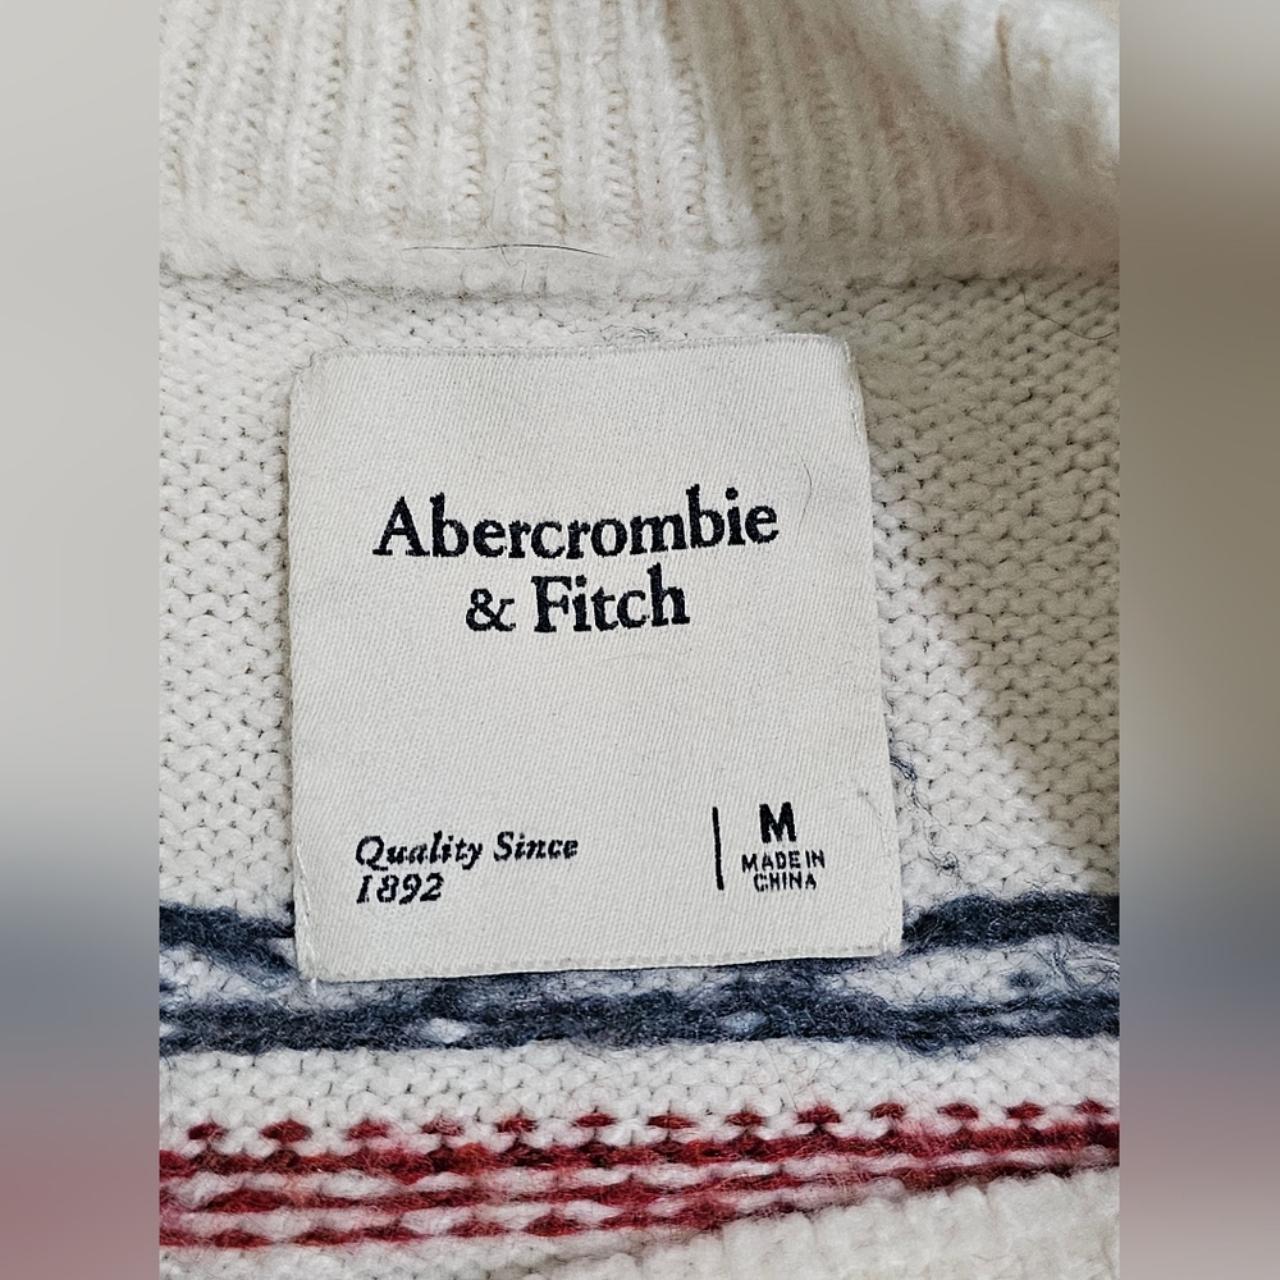 Abercrombie
& Fitch
Quality Since
1892
M
MADE IN
CHINA